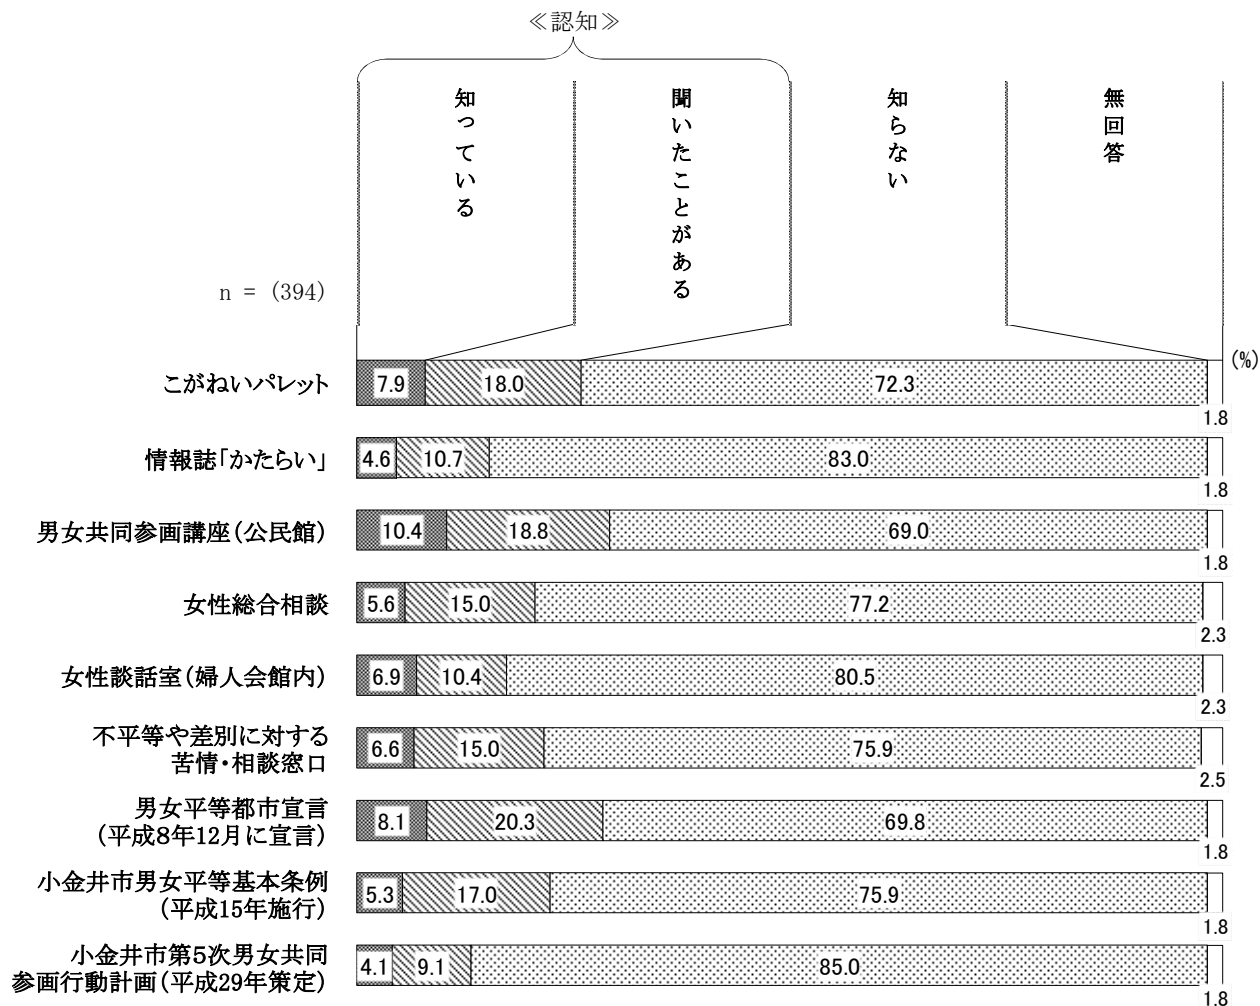 ≪認知≫
知っている
聞いたことがある
知らない
無回答
n = (394)
(%)
こがねいパレット
7.9
18.0
72.3
1.8
情報誌「かたらい」
4.6
10.7
83.0
1.8
男女共同参画講座(公民館)
10.4
18.8
69.0
1.8
女性総合相談
5.6
15.0
77.2
2.3
女性談話室(婦人会館内)
6.9
10.4
80.5
2.3
不平等や差別に対する
苦情・相談窓口
6.6
15.0
75.9
2.5
男女平等都市宣言
(平成8年12月に宣言)
8.1
20.3
69.8
1.8
小金井市男女平等基本条例
(平成15年施行)
5.3
17.0
75.9
1.8
小金井市第5次男女共同
参画行動計画(平成29年策定)
4.1
9.1
85.0
1.8